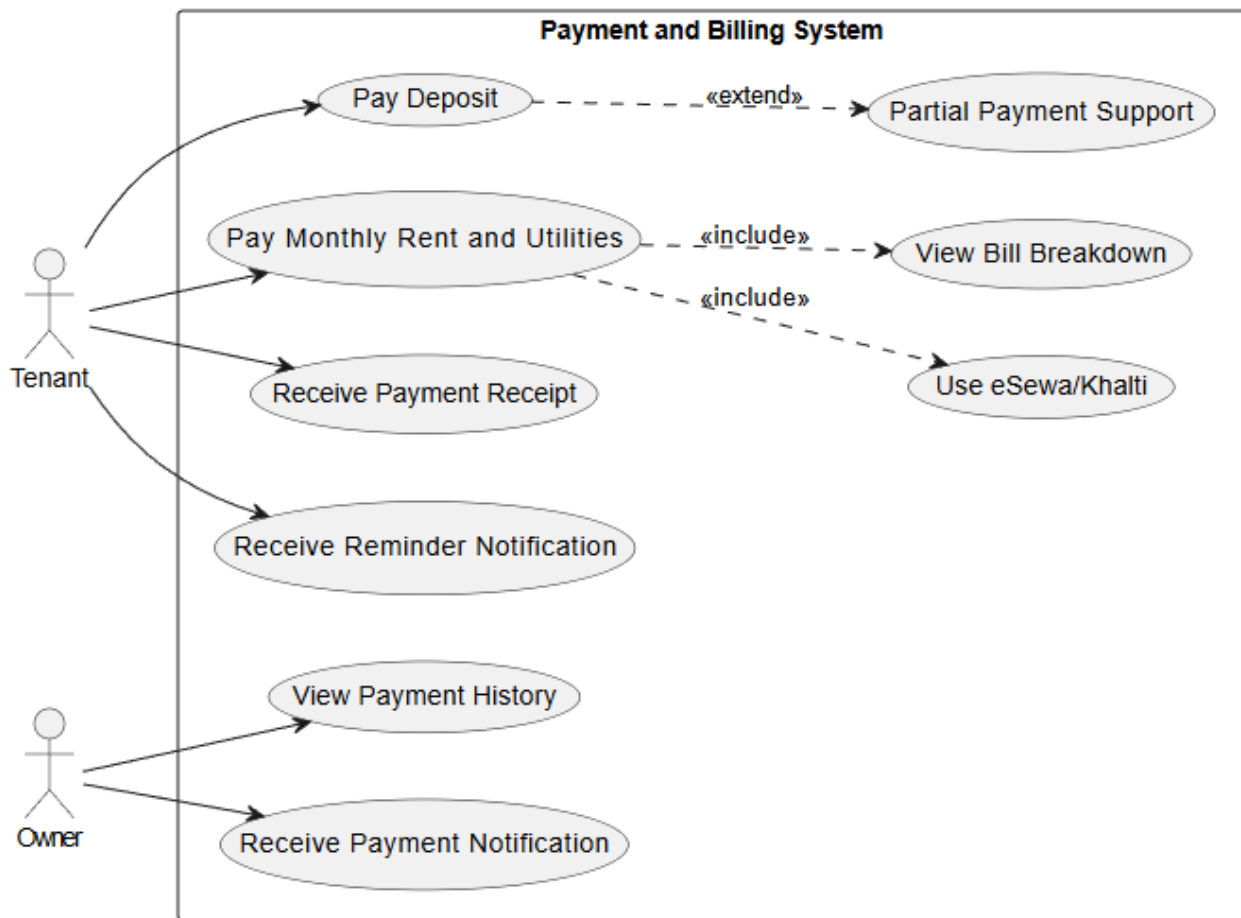 Payment and Billing System
Pay Deposit
«extend»
Partial Payment Support
Pay Monthly Rent and Utilities
«include»
View Bill Breakdown
«include»
Use eSewa/Khalti
Tenant
Receive Payment Receipt
Receive Reminder Notification
View Payment History
Owner
Receive Payment Notification